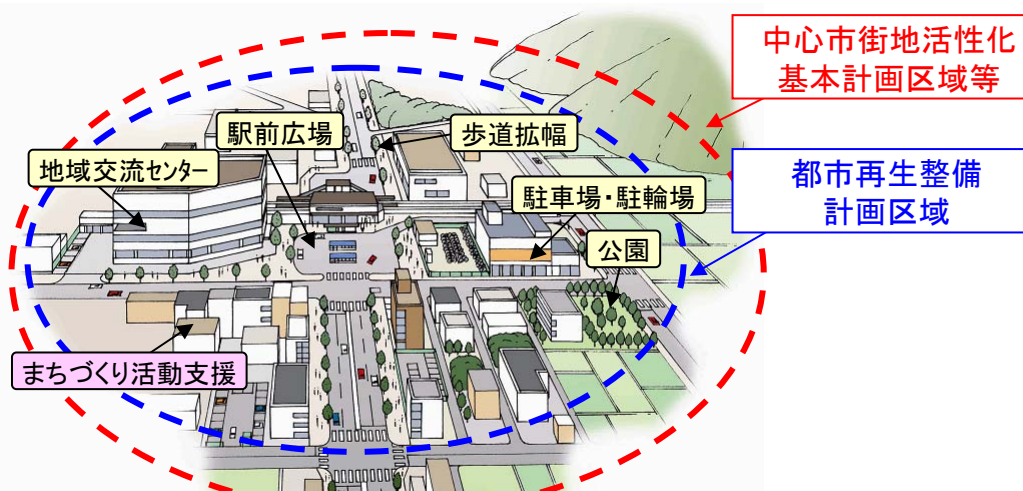 中心市街地活性化
基本計画区域等
駅前広場
歩道拡幅
地域交流センター
都市再生整備
計画区域
駐車場・駐輪場
公園
まちづくり活動支援